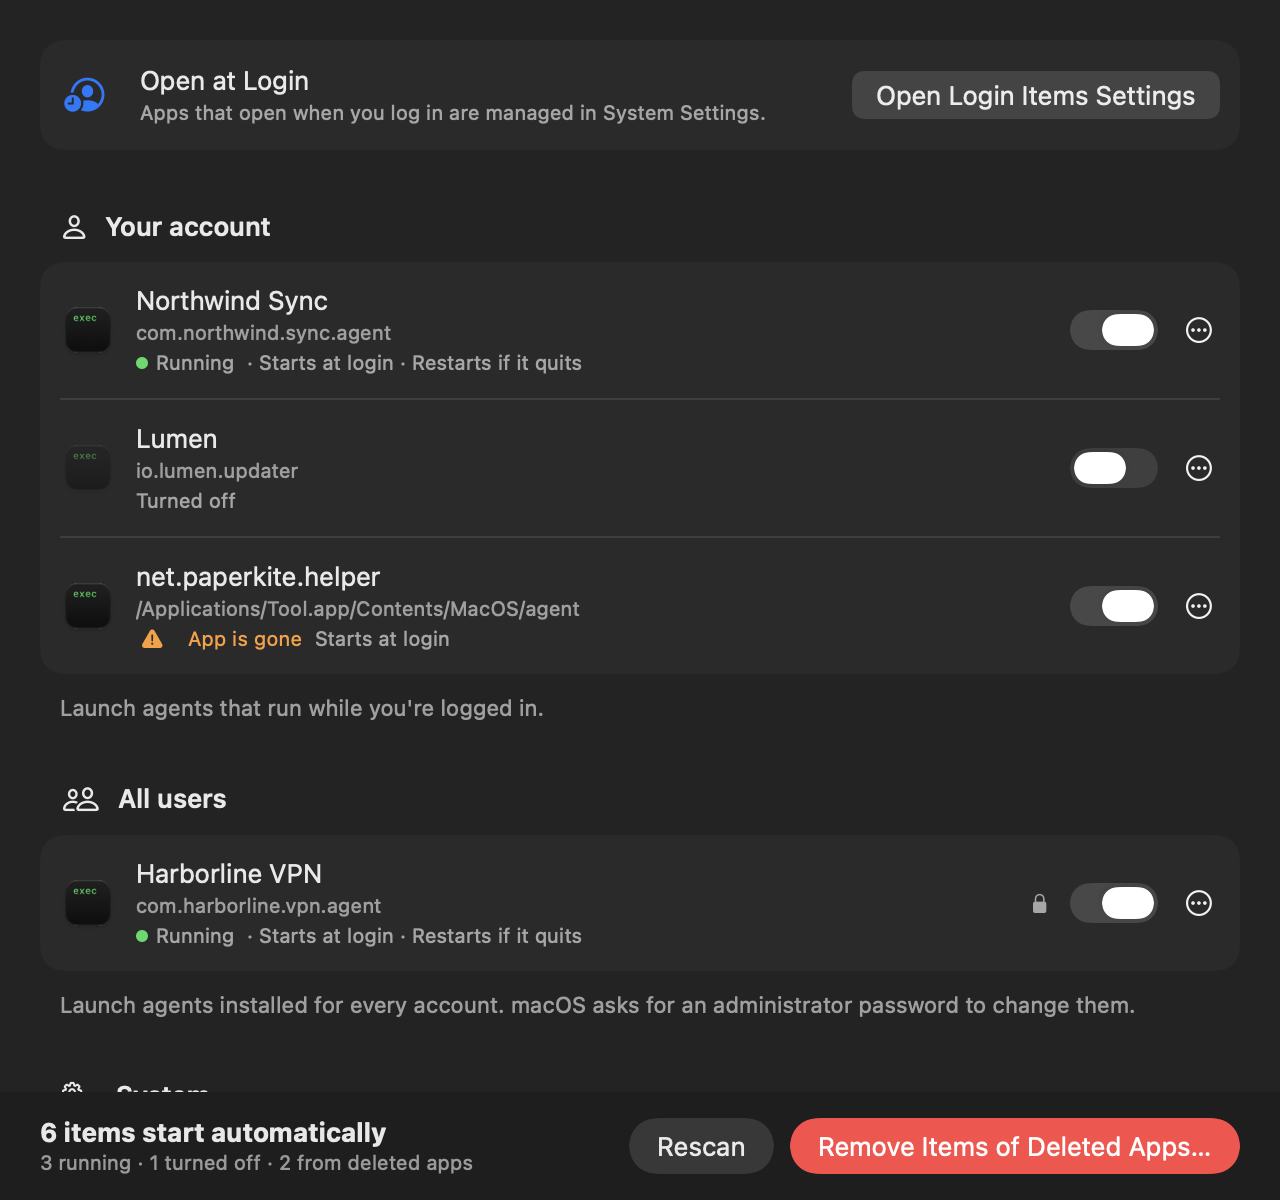 Open at Login
Apps that open when you log in are managed in System Settings.
Open Login Items Settings
Your account
exec
Northwind Sync
com.northwind.sync.agent
Running · Starts at login · Restarts if it quits
exec
Lumen
io.lumen.updater
Turned off
exec
net.paperkite.helper
/Applications/Tool.app/Contents/MacOS/agent
App is gone Starts at login
Launch agents that run while you're logged in.
All users
exec
Harborline VPN
com.harborline.vpn.agent
Running · Starts at login · Restarts if it quits
Launch agents installed for every account. macOS asks for an administrator password to change them.
System
6 items start automatically
3 running · 1 turned off · 2 from deleted apps
Rescan
Remove Items of Deleted Apps...